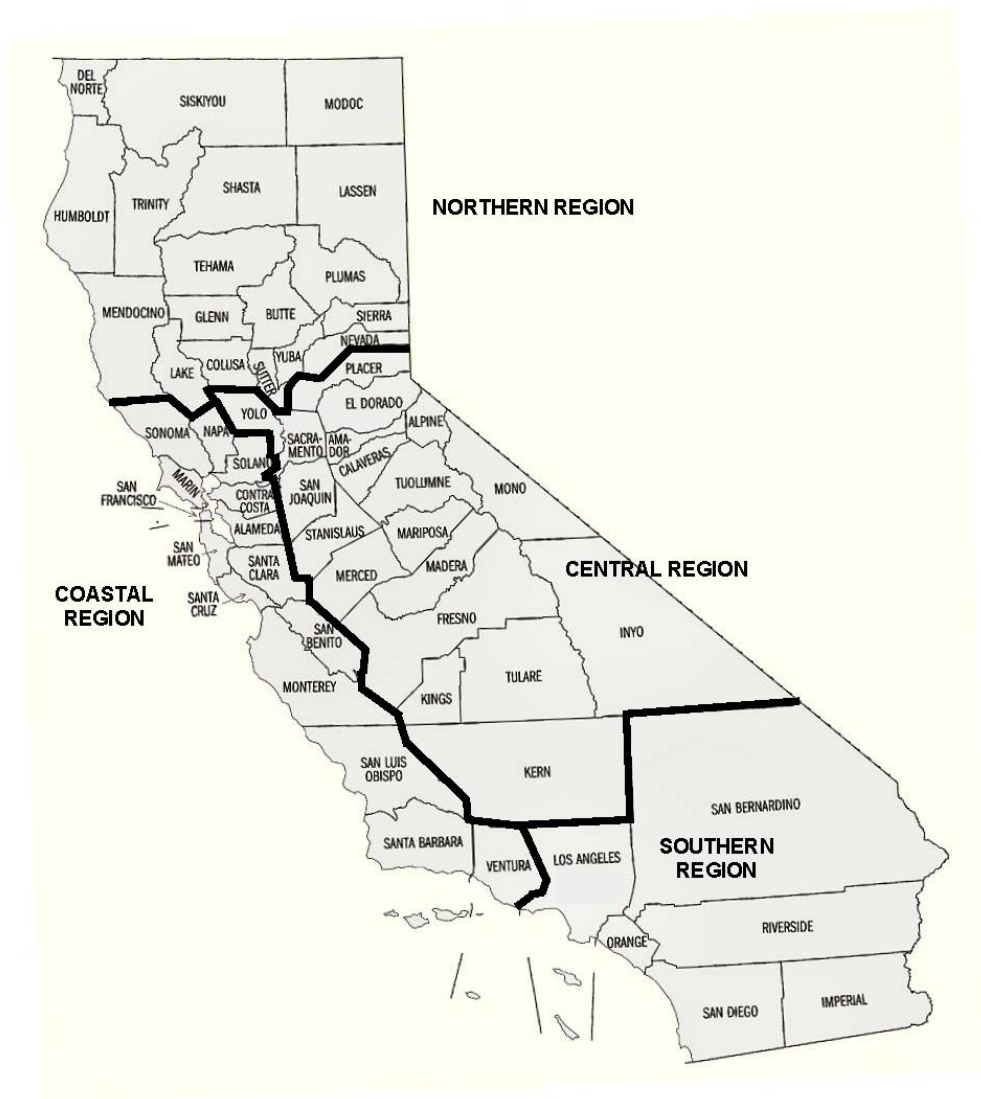 DEL
NORTE
SISKIYOU
MODOC
HUMBOLDT
TRINITY
SHASTA
LASSEN
NORTHERN REGION
TEHAMA
PLUMAS
MENDOCINO
GLENN
BUTTE
SIERRA
NEVADA
YUBA
LAKE
COLUSA
SUTTER
PLACER
EL DORADO
YOLO
ALPINE
SONOMA
NAPA
SACRA-
MENTO
AMA-
DOR
CALAVERAS
SOLANO
MARIN
SAN
FRANCISCO
CONTRA
COSTA
SAN
JOAQUIN
TUOLUMNE
MONO
ALAMEDA
STANISLAUS
MARIPOSA
SAN
MATEO
SANTA
CLARA
MERCED
MADERA
CENTRAL REGION
COASTAL
REGION
SANTA
CRUZ
FRESNO
SAN
BENITO
INYO
MONTEREY
KINGS
TULARE
SAN LUIS
OBISPO
KERN
SAN BERNARDINO
SANTA BARBARA
VENTURA
LOS ANGELES
SOUTHERN
REGION
ORANGE
RIVERSIDE
SAN DIEGO
IMPERIAL